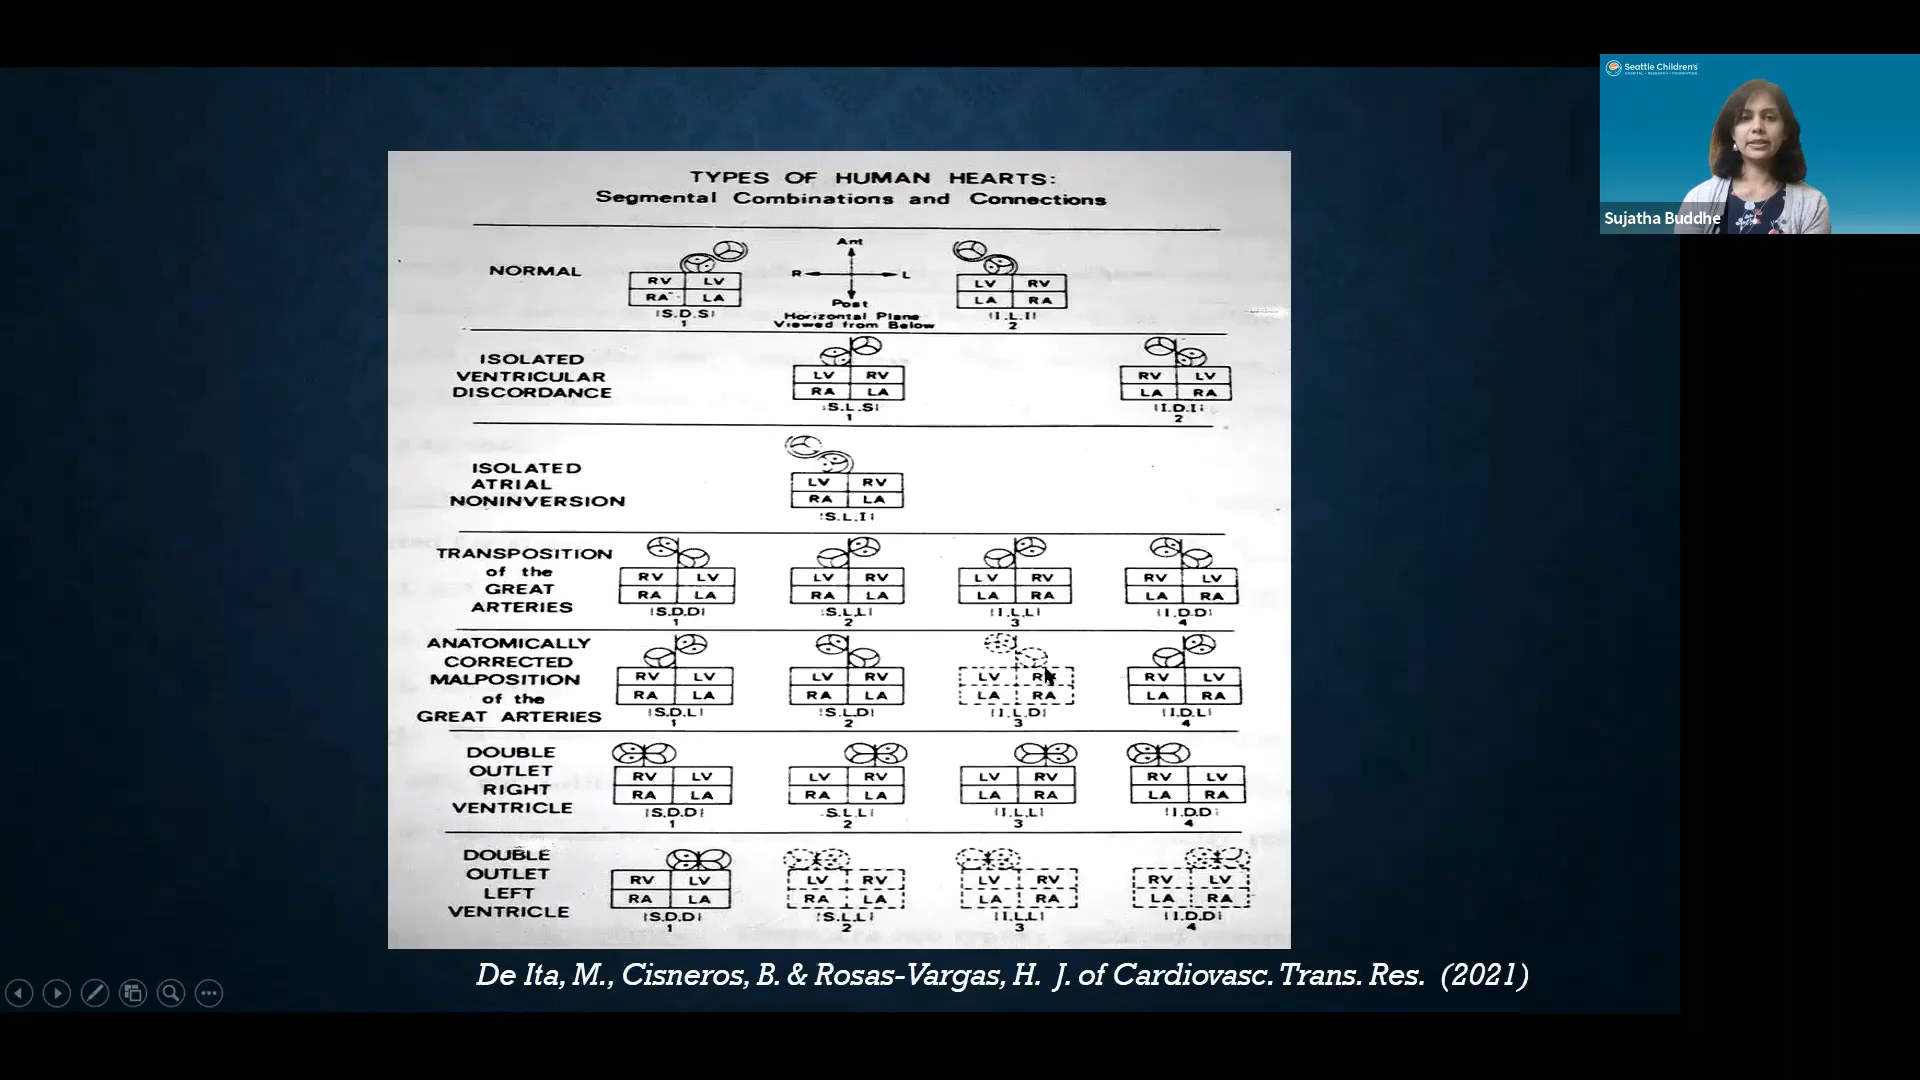 Seattle Children's
HOSPITAL • RESEARCH • FOUNDATION
Sujatha Buddhe
TYPES OF HUMAN HEARTS:
Segmental Combinations and Connections
NORMAL
RV LV
RA LA
{S.D.S}
1
Ant
R L
Post
Horizontal Plane
Viewed from Below
LV RV
LA RA
{I.L.I}
2
ISOLATED
VENTRICULAR
DISCORDANCE
LV RV
RA LA
{S.L.S}
1
RV LV
LA RA
{I.D.I}
2
ISOLATED
ATRIAL
NONINVERSION
LV RV
RA LA
{S.L.I}
TRANSPOSITION
of the
GREAT
ARTERIES
RV LV
RA LA
{S.D.D}
1
LV RV
RA LA
{S.L.L}
2
LV RV
LA RA
{I.L.L}
3
RV LV
LA RA
{I.D.D}
4
ANATOMICALLY
CORRECTED
MALPOSITION
of the
GREAT ARTERIES
RV LV
RA LA
{S.D.L}
1
LV RV
RA LA
{S.L.D}
2
LV RV
LA RA
{I.L.D}
3
RV LV
LA RA
{I.D.L}
4
DOUBLE
OUTLET
RIGHT
VENTRICLE
RV LV
RA LA
{S.D.D}
1
LV RV
RA LA
{S.L.L}
2
LV RV
LA RA
{I.L.L}
3
RV LV
LA RA
{I.D.D}
4
DOUBLE
OUTLET
LEFT
VENTRICLE
RV LV
RA LA
{S.D.D}
1
LV RV
RA LA
{S.L.L}
2
LV RV
LA RA
{I.L.L}
3
RV LV
LA RA
{I.D.D}
4
De Ita, M., Cisneros, B. & Rosas-Vargas, H. J. of Cardiovasc. Trans. Res. (2021)